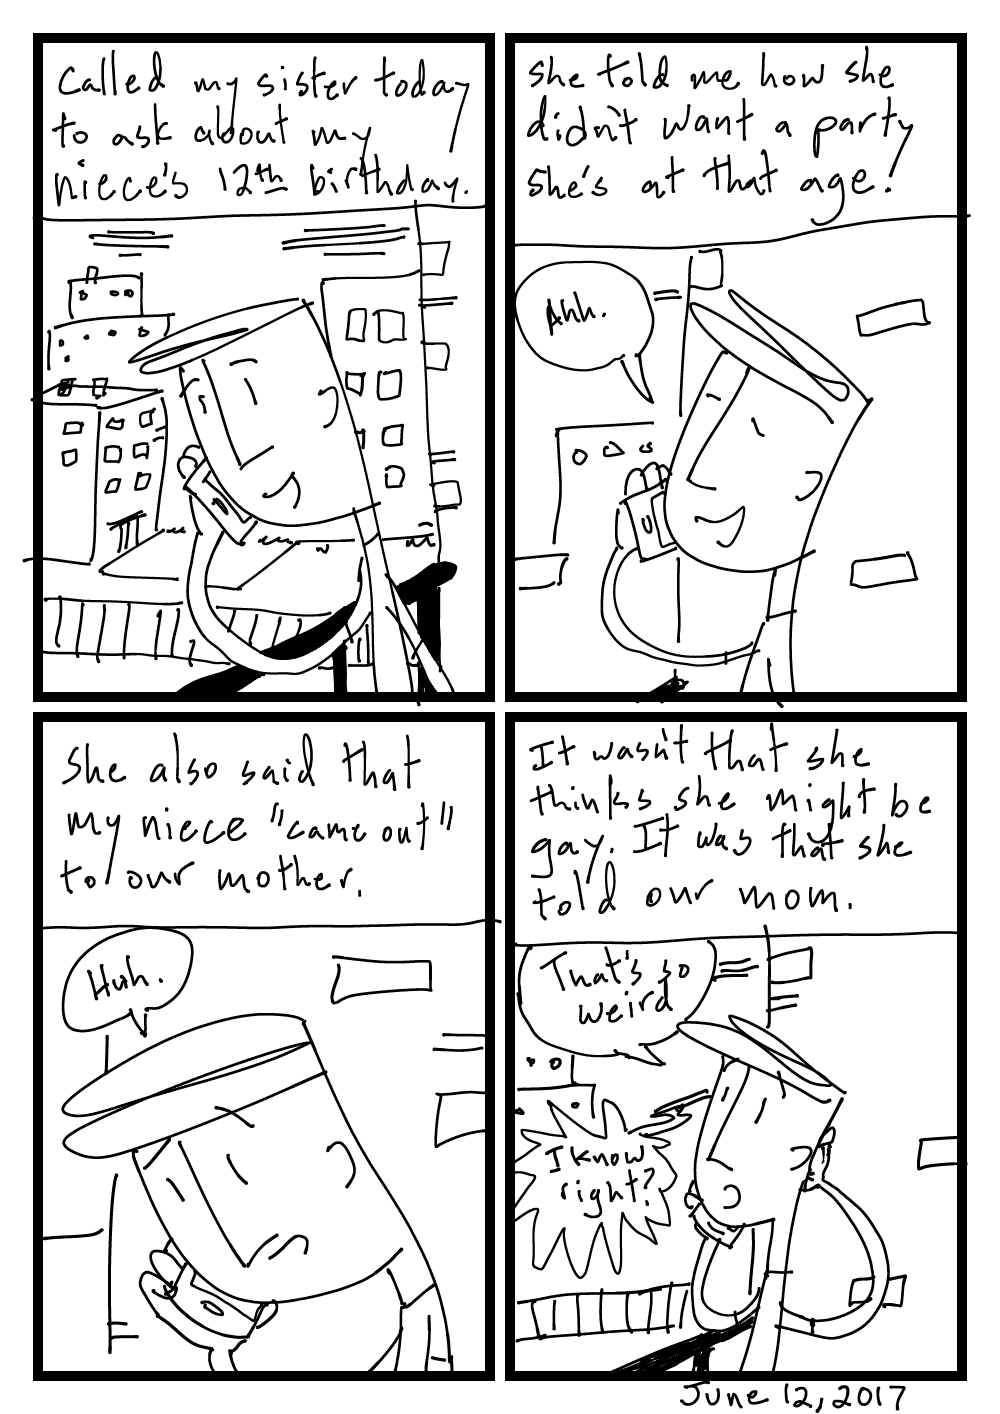 Called my sister today
to ask about my
niece's 12th birthday.
She told me how she
didn't want a party
She's at that age!
Ahh.
She also said that
my niece "came out"
to our mother.
Huh.
It wasn't that she
thinks she might be
gay. It was that she
told our mom.
That's so
weird
I know
right?
June 12, 2017